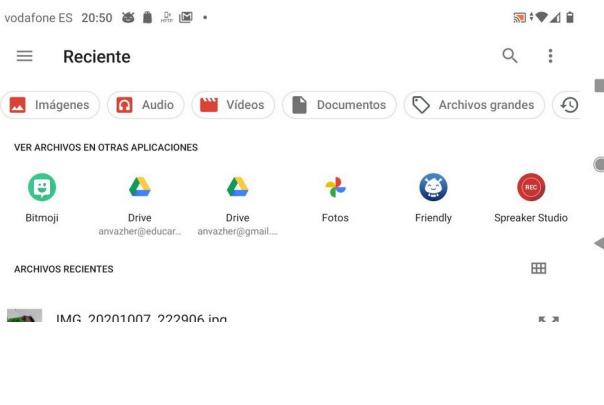 vodafone ES 20:50
Reciente
Imágenes Audio Vídeos Documentos Archivos grandes
VER ARCHIVOS EN OTRAS APLICACIONES
REC
Bitmoji Drive Drive Fotos Friendly Spreaker Studio
anvazher@educar... anvazher@gmail....
ARCHIVOS RECIENTES
IMG_20201007_222906.jpg